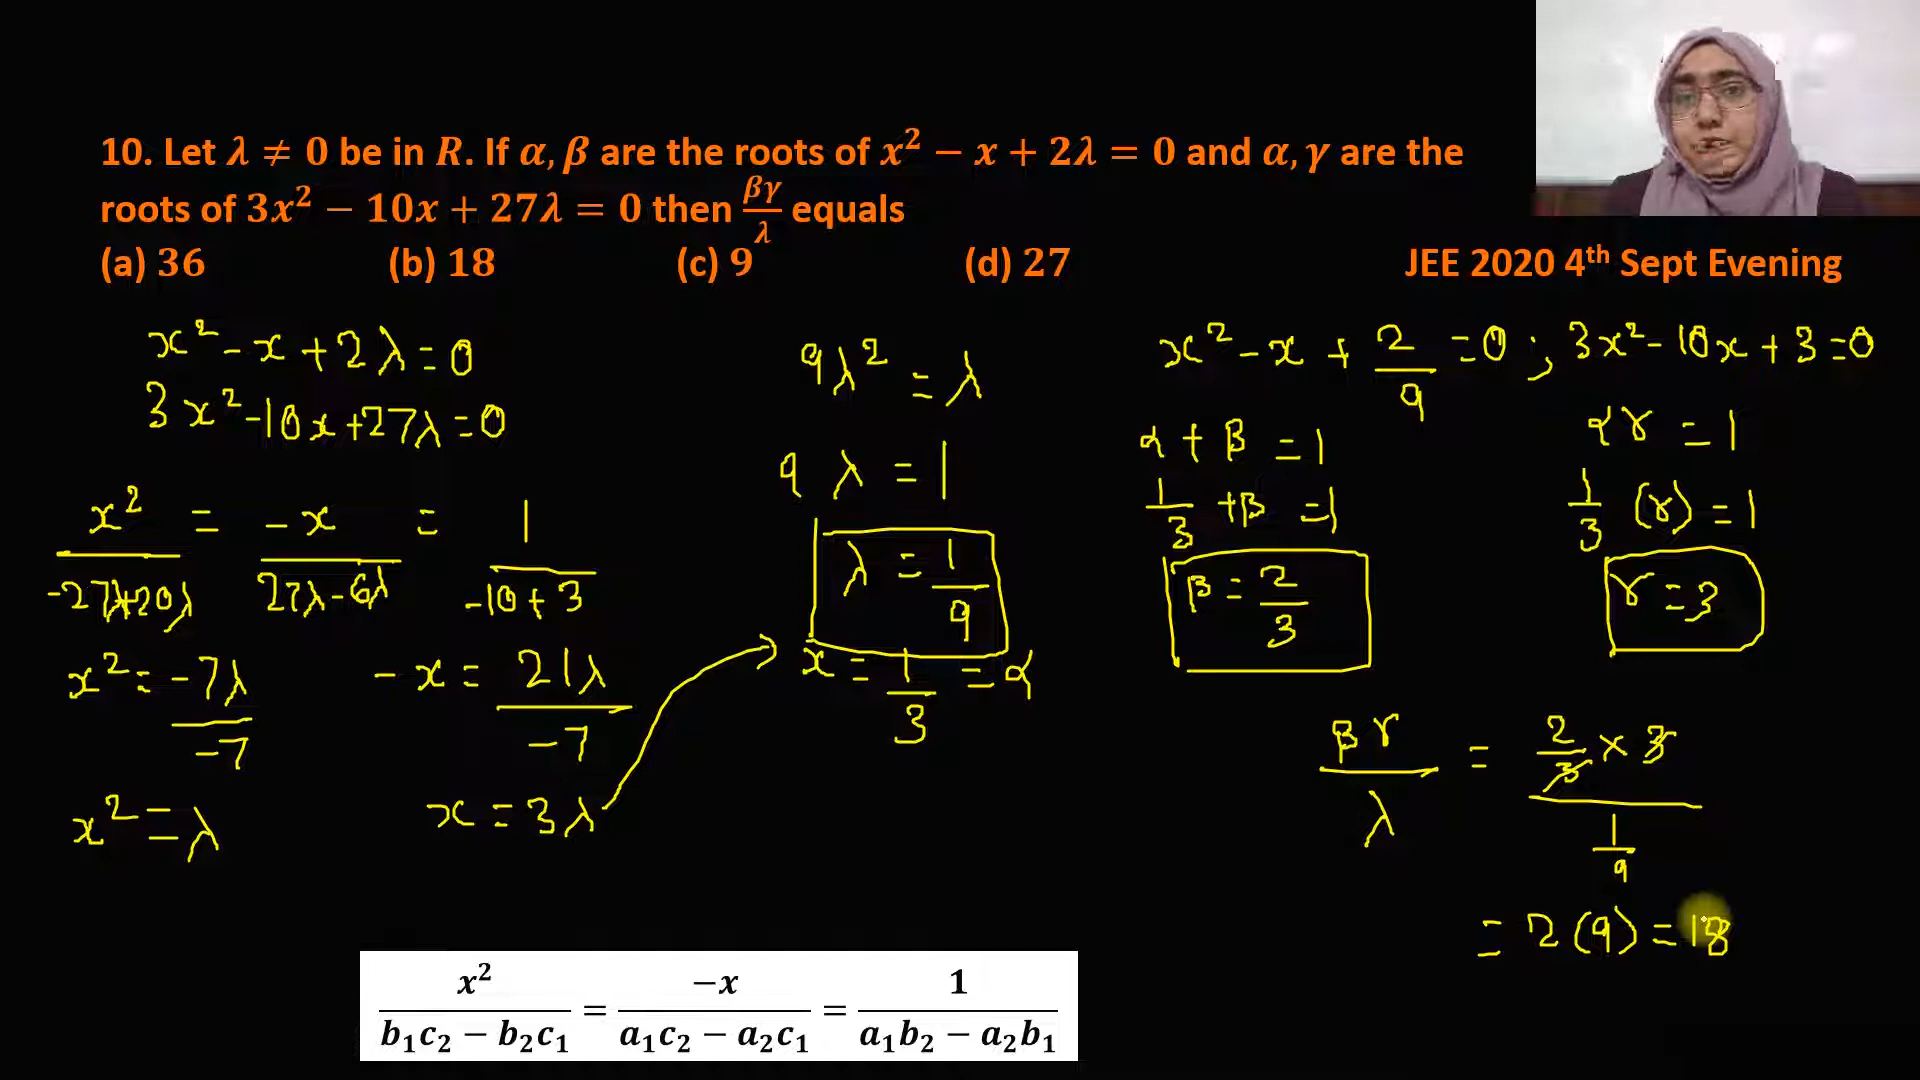 10. Let λ ≠ 0 be in R. If α, β are the roots of x² − x + 2λ = 0 and α, γ are the
roots of 3x² − 10x + 27λ = 0 then βγ/λ equals
(a) 36 (b) 18 (c) 9 (d) 27 JEE 2020 4th Sept Evening
x² - x + 2λ = 0
3x² - 10x + 27λ = 0
x²/(-27λ+20λ) = -x/(27λ-6λ) = 1/(-10+3)
x² = -7λ/-7
-x = 21λ/-7
x² = λ
x = 3λ
9λ² = λ
9λ = 1
λ = 1/9
x = 1/3 = α
x² - x + 2/9 = 0 ; 3x² - 10x + 3 = 0
α + β = 1
1/3 + β = 1
β = 2/3
αγ = 1
1/3 (γ) = 1
γ = 3
βγ/λ = (2/3 × 3)/(1/9)
= 2(9) = 18
x²/(b₁c₂ − b₂c₁) = −x/(a₁c₂ − a₂c₁) = 1/(a₁b₂ − a₂b₁)